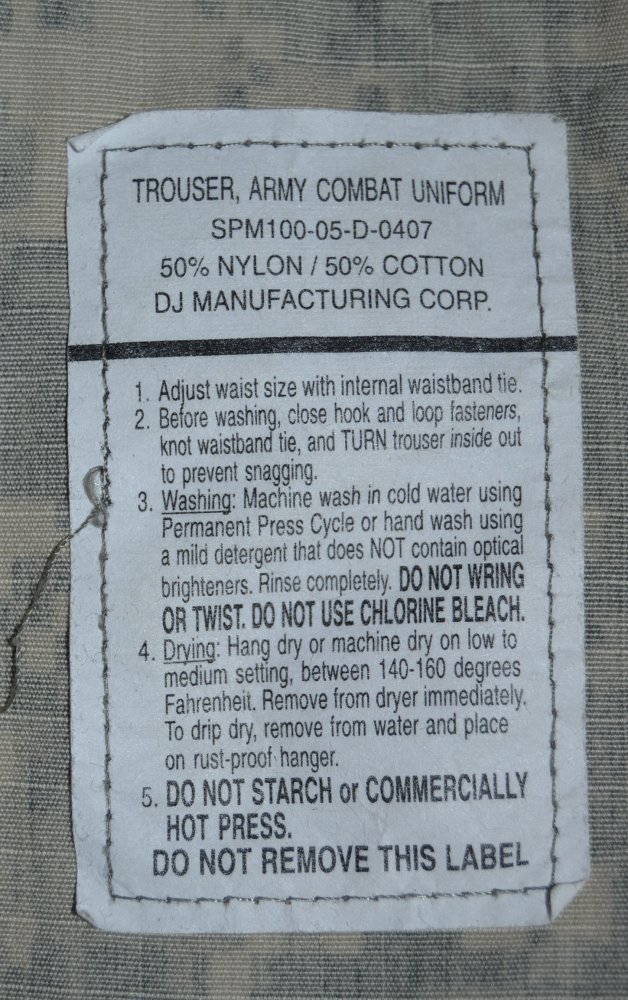 TROUSER, ARMY COMBAT UNIFORM
SPM100-05-D-0407
50% NYLON / 50% COTTON
DJ MANUFACTURING CORP.
1. Adjust waist size with internal waistband tie.
2. Before washing, close hook and loop fasteners,
knot waistband tie, and TURN trouser inside out
to prevent snagging.
3. Washing: Machine wash in cold water using
Permanent Press Cycle or hand wash using
a mild detergent that does NOT contain optical
brighteners. Rinse completely. DO NOT WRING
OR TWIST. DO NOT USE CHLORINE BLEACH.
4. Drying: Hang dry or machine dry on low to
medium setting, between 140-160 degrees
Fahrenheit. Remove from dryer immediately.
To drip dry, remove from water and place
on rust-proof hanger.
5. DO NOT STARCH or COMMERCIALLY
HOT PRESS.
DO NOT REMOVE THIS LABEL